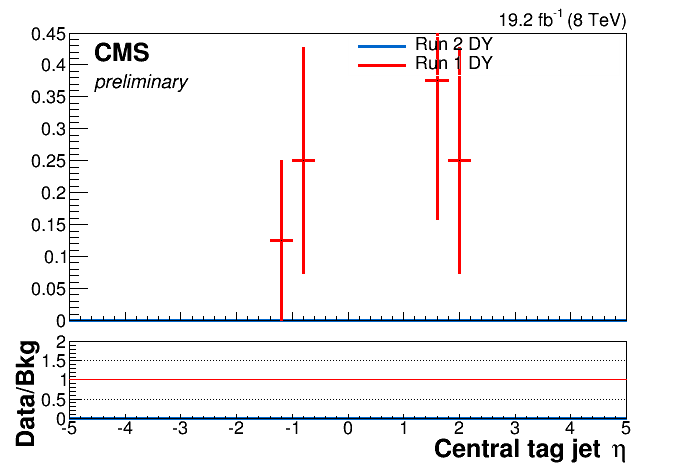 19.2 fb⁻¹ (8 TeV)
CMS
preliminary
Run 2 DY
Run 1 DY
0.45
0.4
0.35
0.3
0.25
0.2
0.15
0.1
0.05
0
2
1.5
1
0.5
0
Data/Bkg
-5 -4 -3 -2 -1 0 1 2 3 4 5
Central tag jet η